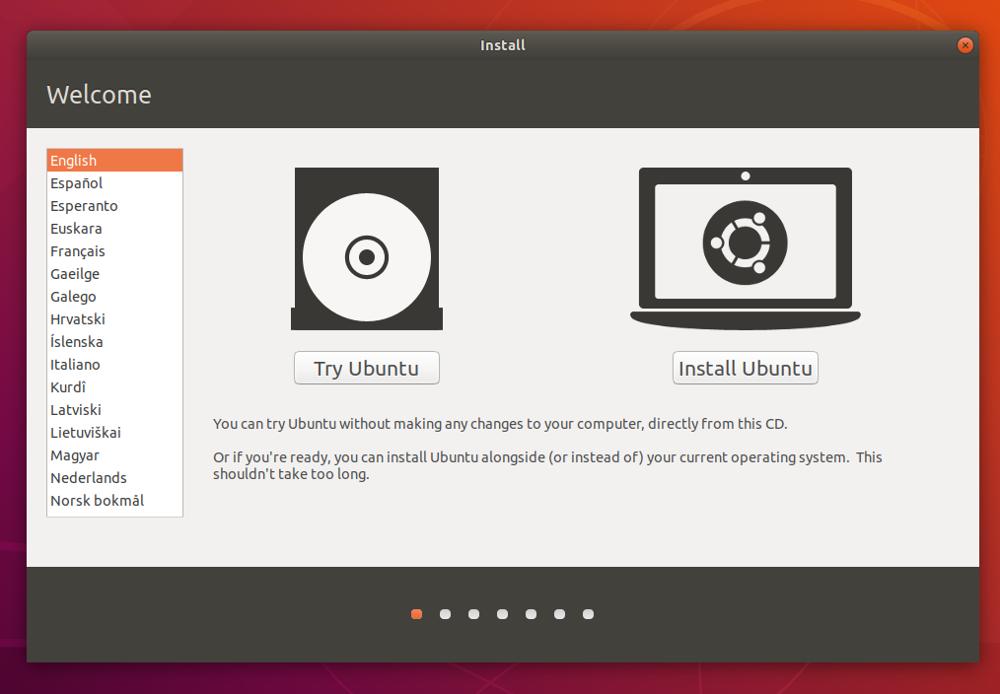 Install
Welcome
English
Español
Esperanto
Euskara
Français
Gaeilge
Galego
Hrvatski
Íslenska
Italiano
Kurdî
Latviski
Lietuviškai
Magyar
Nederlands
Norsk bokmål
Try Ubuntu
Install Ubuntu
You can try Ubuntu without making any changes to your computer, directly from this CD.
Or if you're ready, you can install Ubuntu alongside (or instead of) your current operating system.  This
shouldn't take too long.